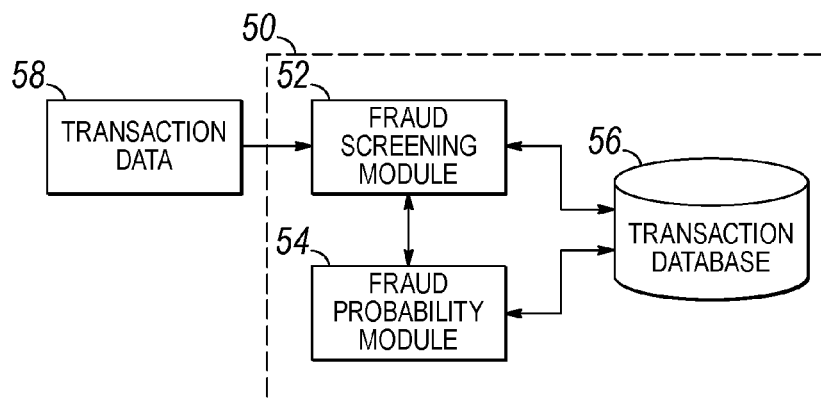 50
58
TRANSACTION
DATA
52
FRAUD
SCREENING
MODULE
56
TRANSACTION
DATABASE
54
FRAUD
PROBABILITY
MODULE